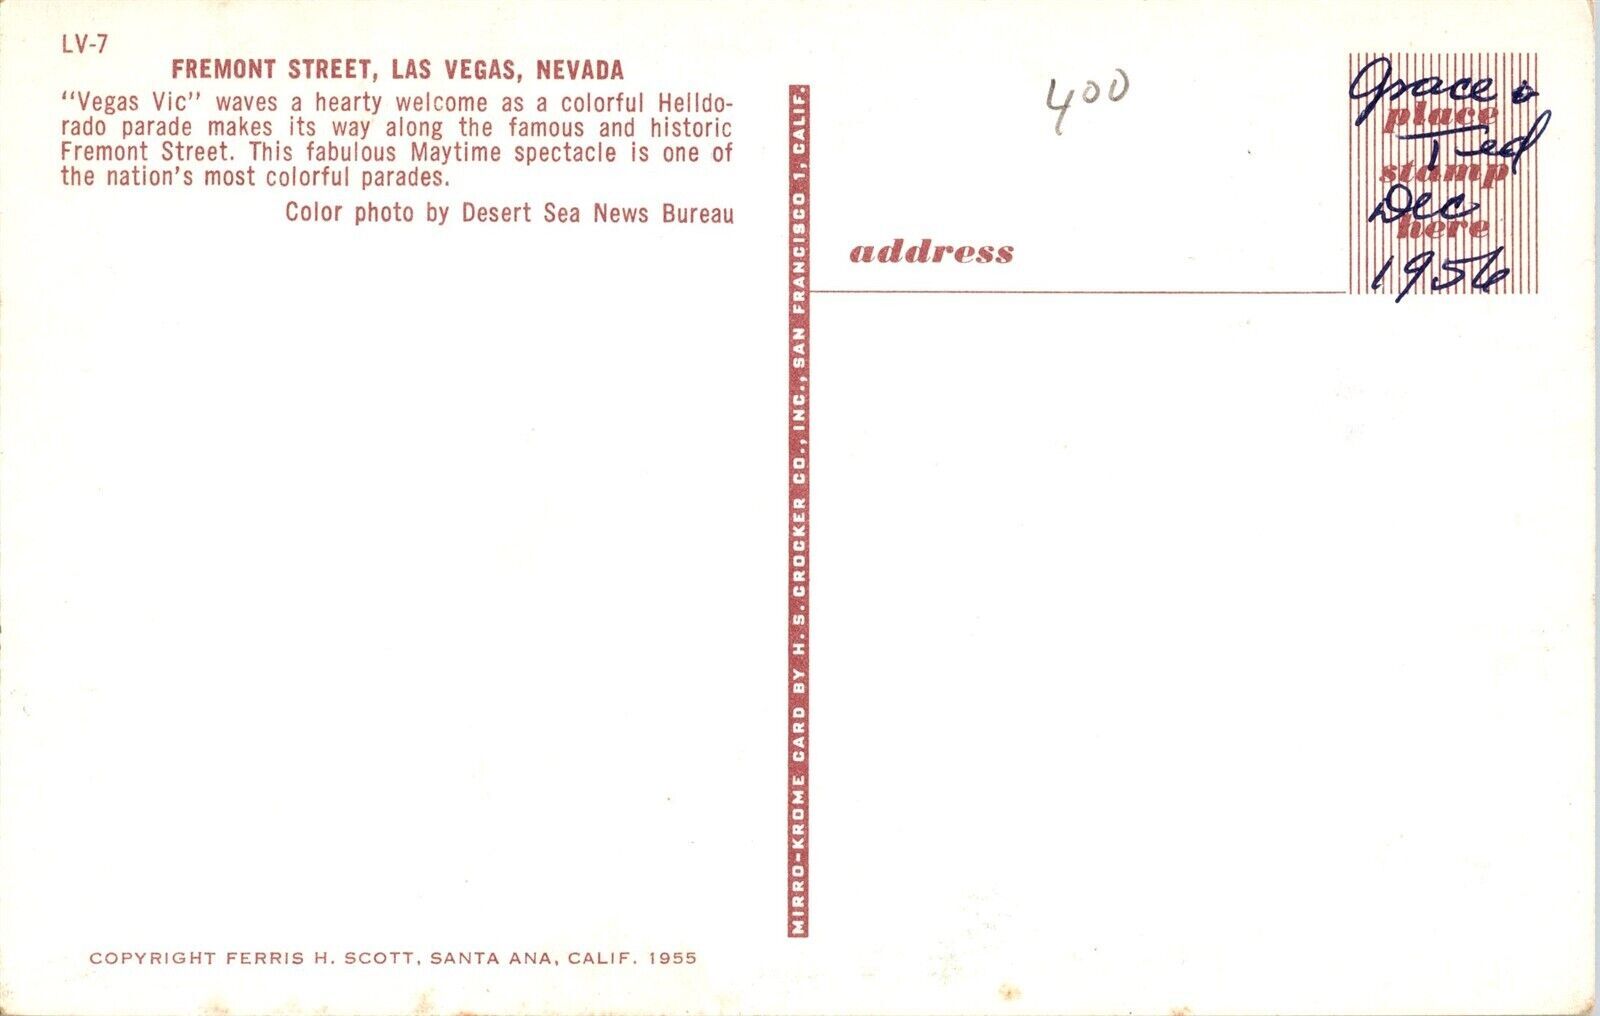 LV-7
FREMONT STREET, LAS VEGAS, NEVADA
"Vegas Vic" waves a hearty welcome as a colorful Helldo-
rado parade makes its way along the famous and historic
Fremont Street. This fabulous Maytime spectacle is one of
the nation's most colorful parades.
Color photo by Desert Sea News Bureau
COPYRIGHT FERRIS H. SCOTT, SANTA ANA, CALIF. 1955
MIRRO-KROME CARD BY H. S. CROCKER CO., INC., SAN FRANCISCO 1, CALIF.
400
address
place
stamp
here
Grace &
Ted
Dec
1956